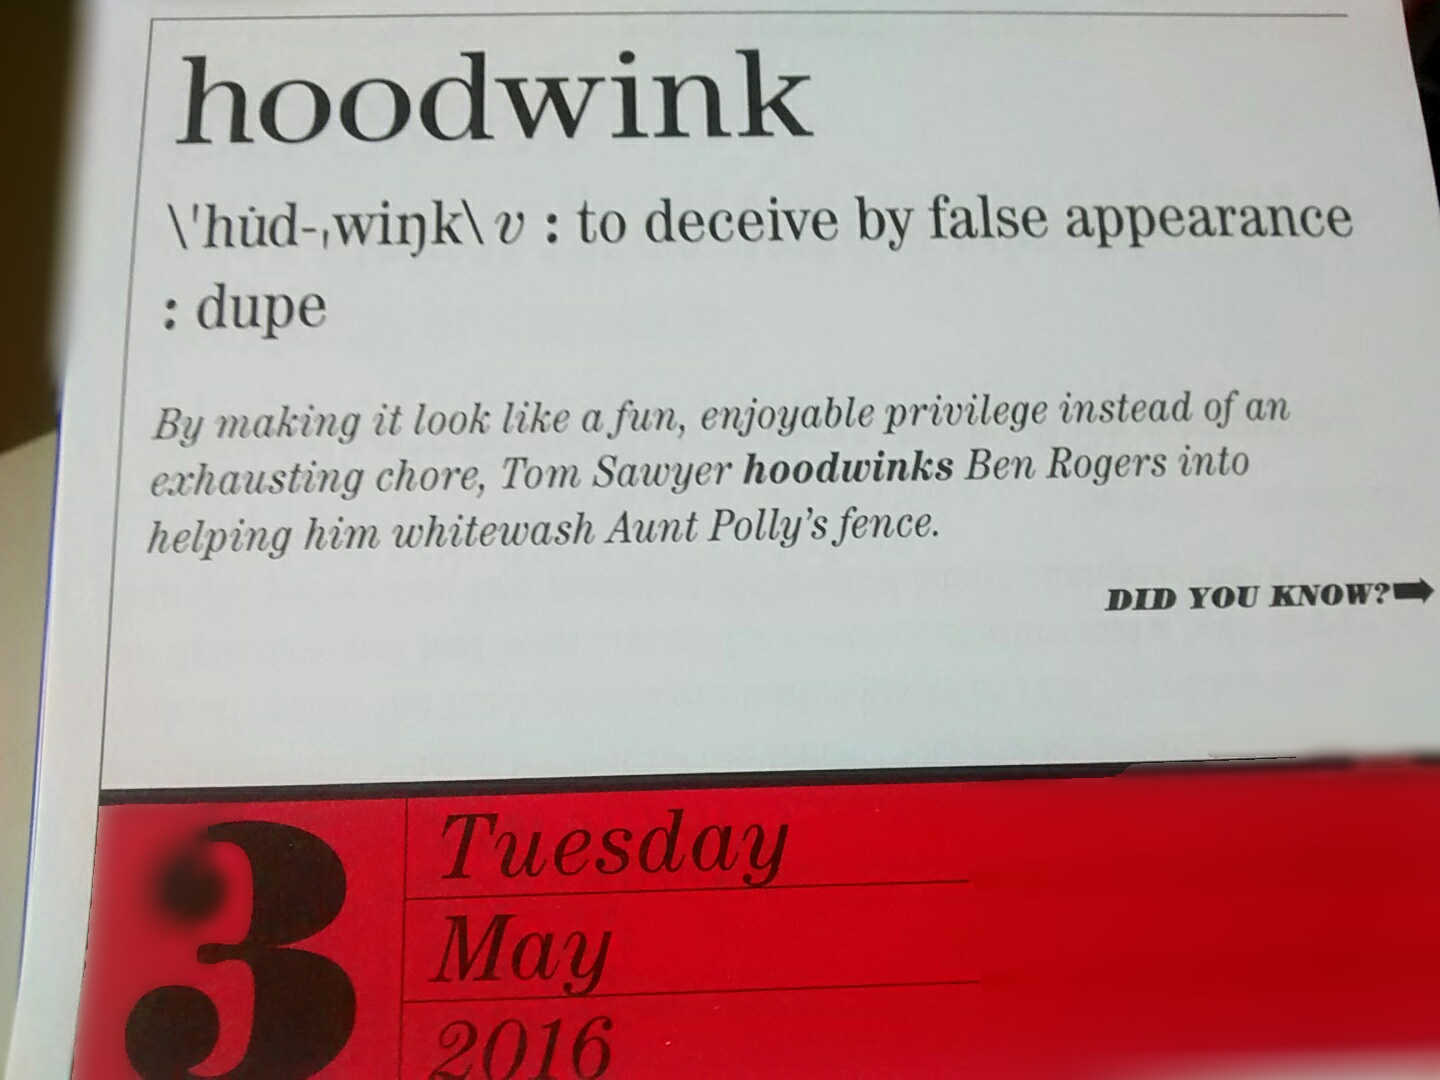 hoodwink
\ˈhu̇d-ˌwiŋk\ v : to deceive by false appearance
: dupe
By making it look like a fun, enjoyable privilege instead of an
exhausting chore, Tom Sawyer hoodwinks Ben Rogers into
helping him whitewash Aunt Polly's fence.
DID YOU KNOW?➡
3
Tuesday
May
2016